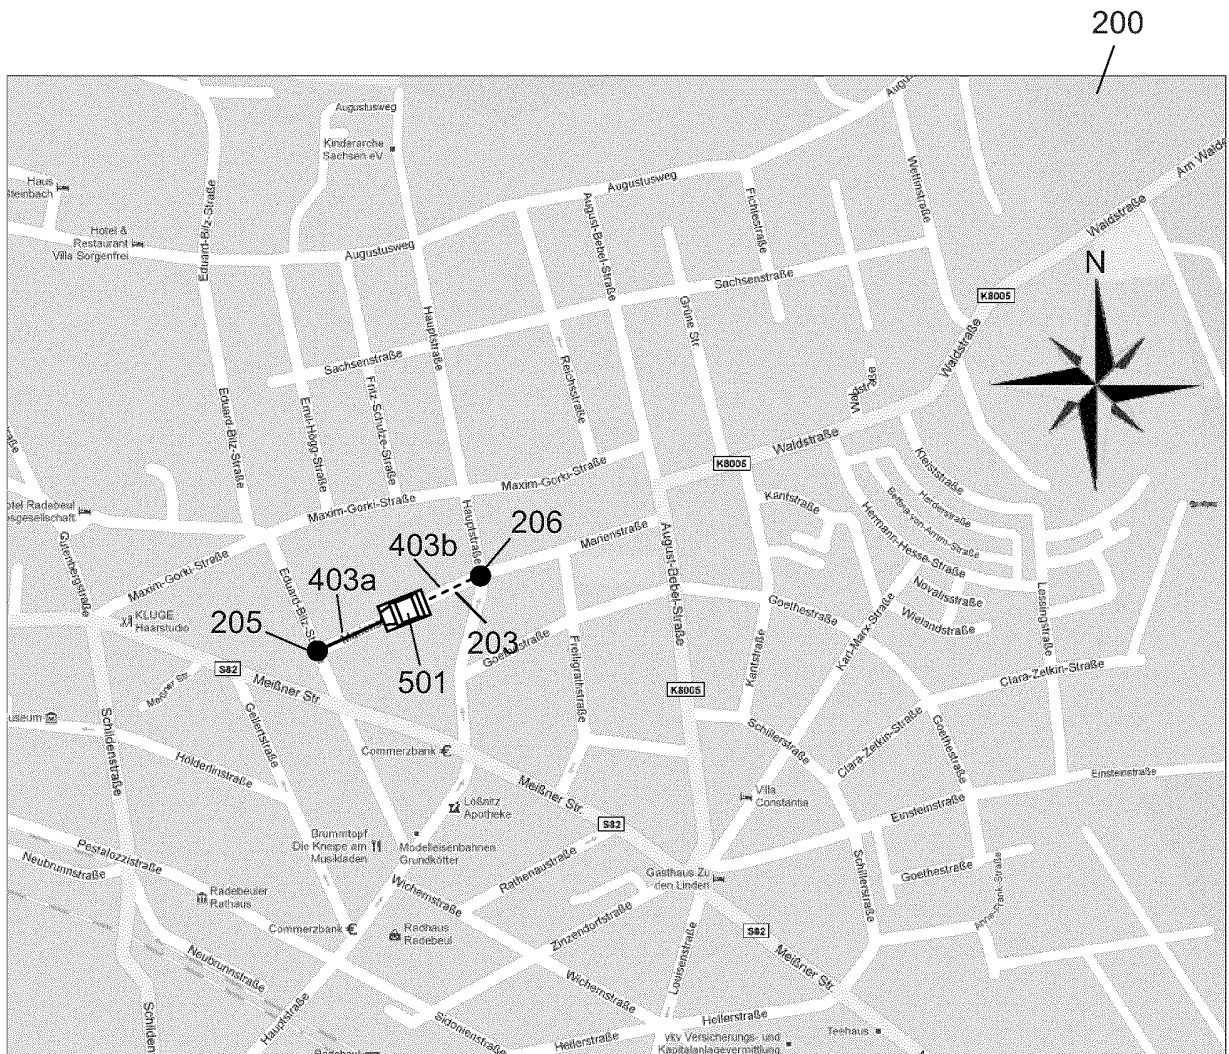 200
Augustusweg
Kinderarche
Sachsen eV
Haus
Steinbach
Hotel &
Restaurant
Villa Sorgenfrei
Eduard-Bilz-Straße
Augustusweg
Augustusweg
August-Bebel-Straße
Fichtestraße
Wettinstraße
Waldstraße
Am Walde
N
K8005
Sachsenstraße
Grüne Str
Hauptstraße
Sachsenstraße
Reichsstraße
Waldstraße
Eduard-Bilz-Straße
Emil-Högg-Straße
Fritz-Schulze-Straße
Waldstraße
K8005
Maxim-Gorki-Straße
Maxim-Gorki-Straße
Kantstraße
Kleiststraße
Herderstraße
Bettina-von-Arnim-Straße
Hermann-Hesse-Straße
otel Radebeul
esgesellschaft
Gutenbergstraße
Hauptstraße
206
Marienstraße
August-Bebel-Straße
403b
Maxim-Gorki-Straße
Eduard-Bilz-St
403a
Novalisstraße
Lessingstraße
KLUGE
Haarstudio
205
203
Goethestraße
Wielandstraße
Karl-Marx-Straße
501
Freiligrathstraße
Kantstraße
S82
Meißner Str
Meißner Str
Clara-Zetkin-Straße
K8005
useum
Schildenstraße
Gellertstraße
Commerzbank
Schillerstraße
Clara-Zetkin-Straße
Goethestraße
Hölderlinstraße
Meißner Str
Einsteinstraße
Villa
Constantia
Einsteinstraße
Lößnitz
Apotheke
S82
Brummtopf
Die Kneipe am
Musikladen
Modelleisenbahnen
Grundkötter
Pestalozzistraße
Neubrunnstraße
Rathenaustraße
Gasthaus Zu
den Linden
Schillerstraße
Goethestraße
Anne-Frank-Straße
Radebeuler
Rathaus
Wichernstraße
Commerzbank
Radhaus
Radebeul
Zinzendorfstraße
S82
Meißner Str
Neubrunnstraße
Louisenstraße
Wichernstraße
Schilden
Hauptstraße
Sidonienstraße
Hellerstraße
Hellerstraße
Teehaus
vkv Versicherungs- und
Kapitalanlagevermittlung